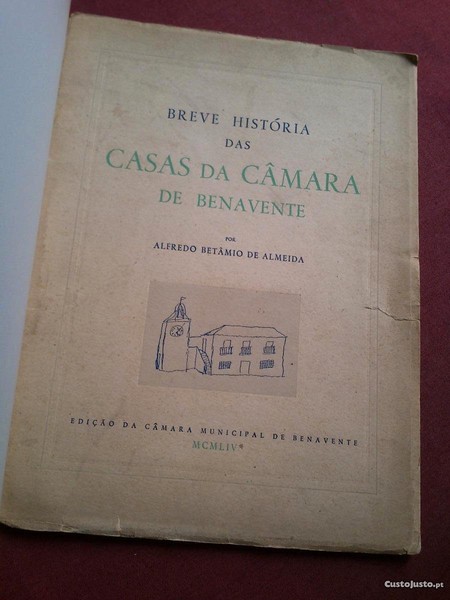 BREVE HISTÓRIA
DAS
CASAS DA CÂMARA
DE BENAVENTE
POR
ALFREDO BETÂMIO DE ALMEIDA
EDIÇÃO DA CÂMARA MUNICIPAL DE BENAVENTE
MCMLIV*
CustoJusto.pt